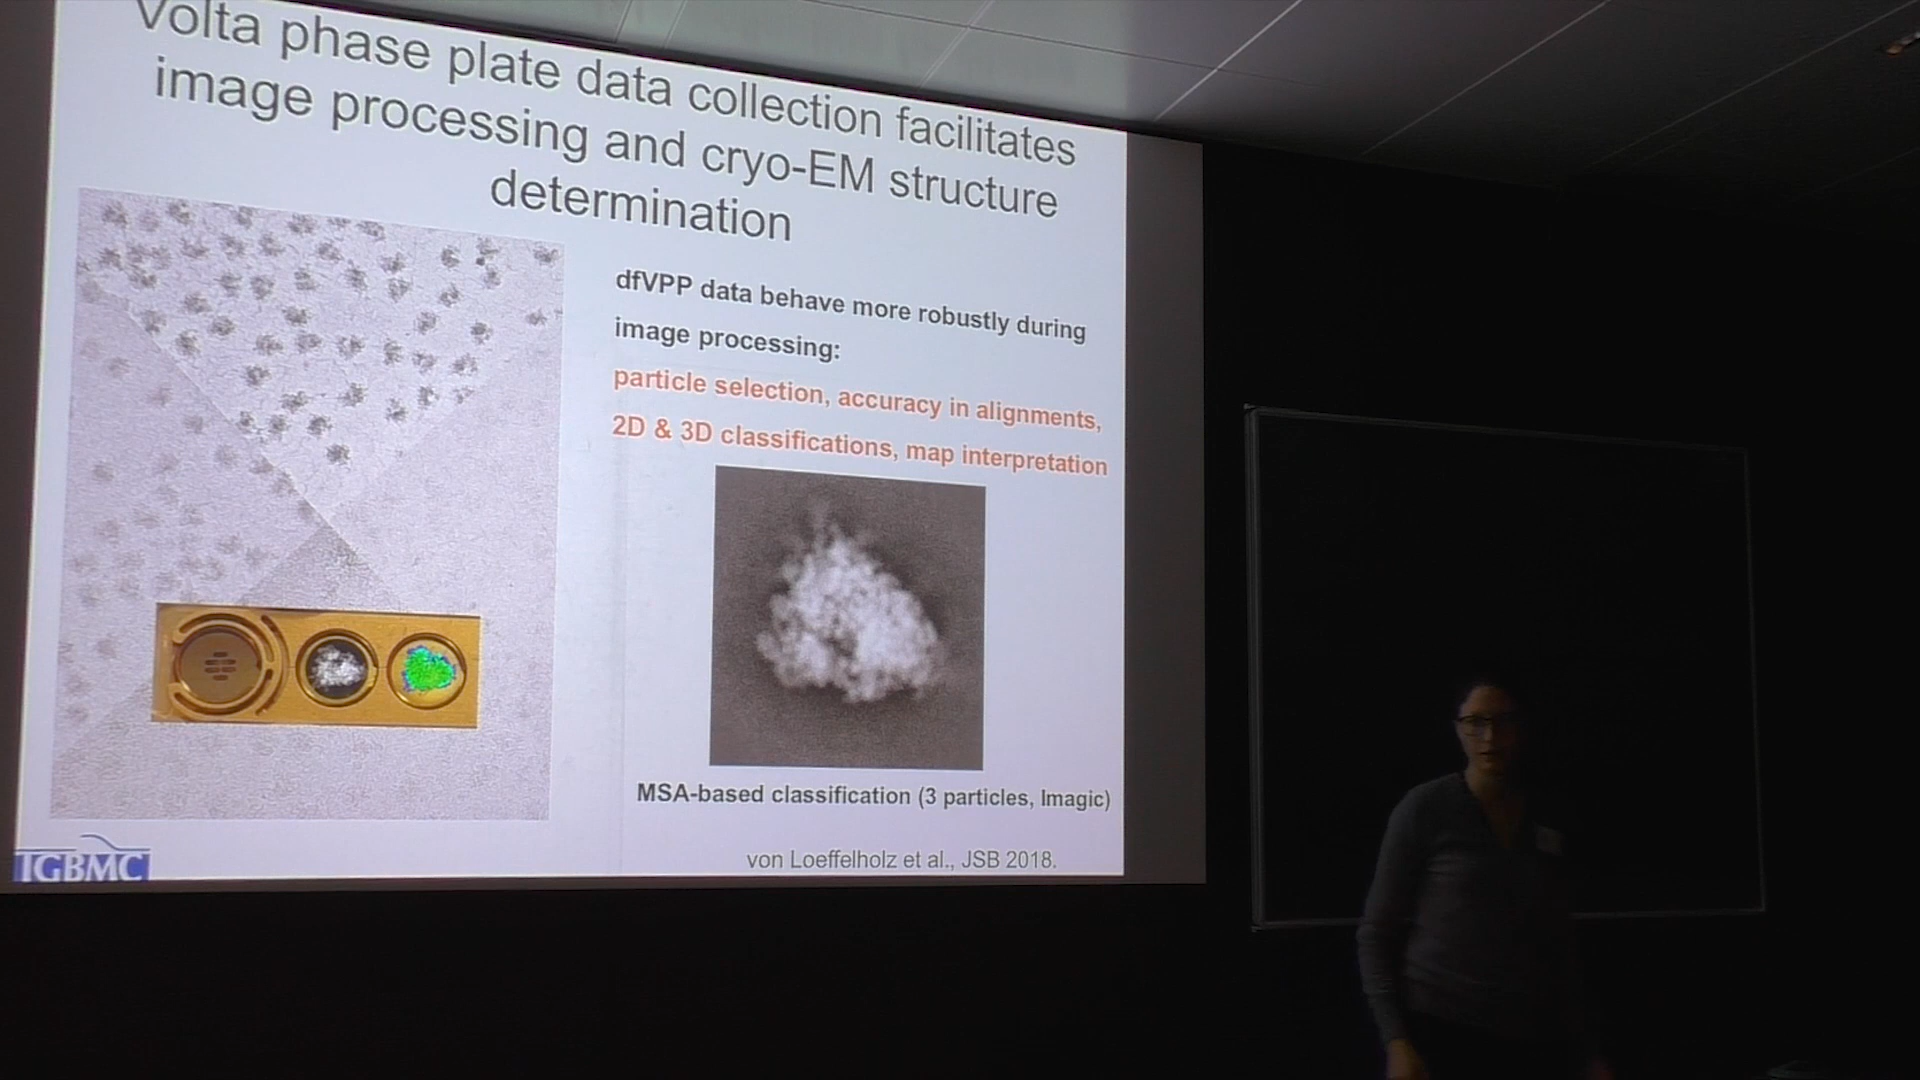 Volta phase plate data collection facilitates
image processing and cryo-EM structure
determination
dfVPP data behave more robustly during
image processing:
particle selection, accuracy in alignments,
2D & 3D classifications, map interpretation
MSA-based classification (3 particles, Imagic)
von Loeffelholz et al., JSB 2018.
IGBMC